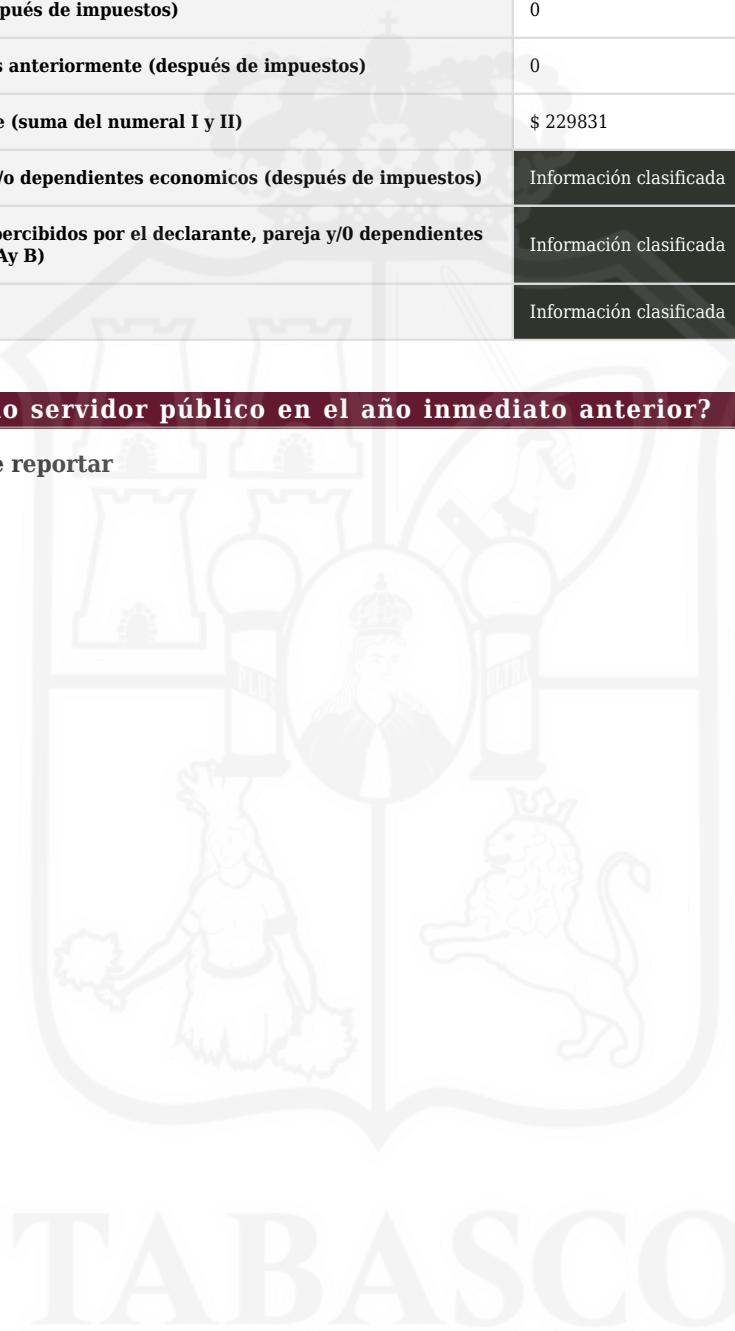 pués de impuestos) 0
s anteriormente (después de impuestos) 0
e (suma del numeral I y II) $ 229831
/o dependientes economicos (después de impuestos) Información clasificada
percibidos por el declarante, pareja y/0 dependientes
Ay B) Información clasificada
Información clasificada
o servidor público en el año inmediato anterior?
e reportar
PLUS ULTRA
TABASCO